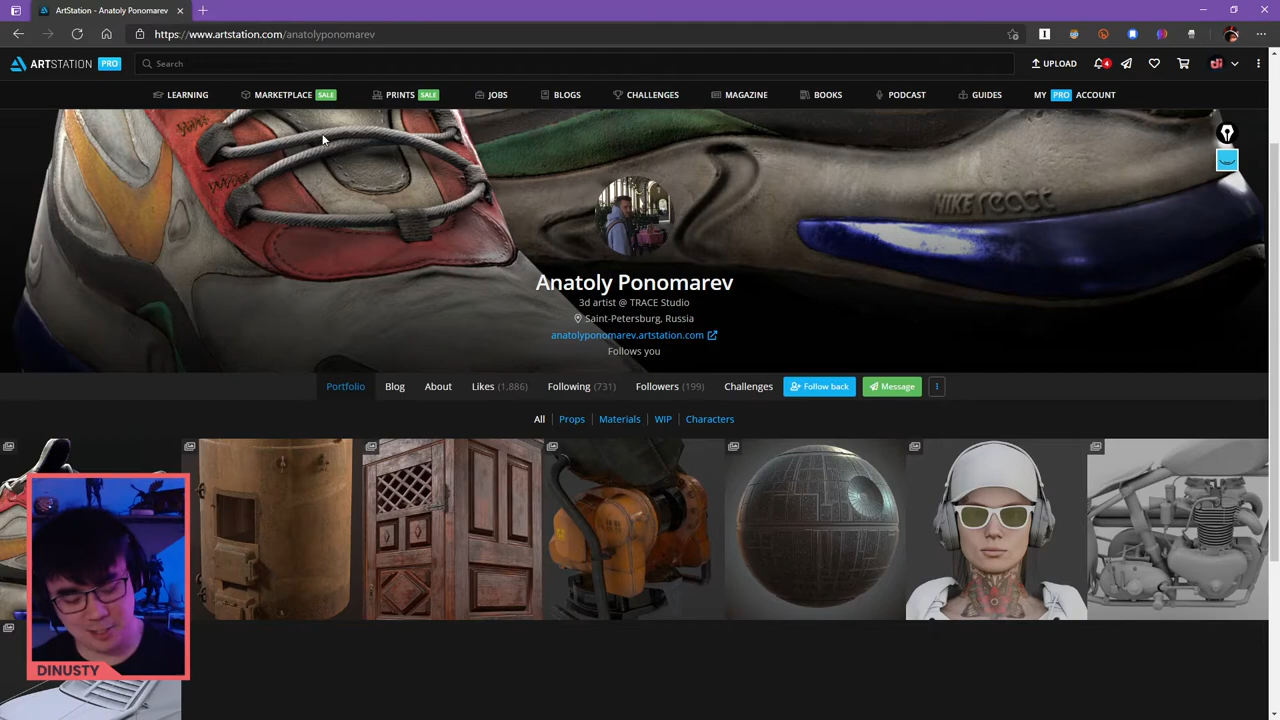 ArtStation - Anatoly Ponomarev
https://www.artstation.com/anatolyponomarev
ARTSTATION PRO
Search
UPLOAD
4
LEARNING
MARKETPLACE SALE
PRINTS SALE
JOBS
BLOGS
CHALLENGES
MAGAZINE
BOOKS
PODCAST
GUIDES
MY PRO ACCOUNT
NIKE react
Anatoly Ponomarev
3d artist @ TRACE Studio
Saint-Petersburg, Russia
anatolyponomarev.artstation.com
Follows you
Portfolio
Blog
About
Likes (1,886)
Following (731)
Followers (199)
Challenges
Follow back
Message
All
Props
Materials
WIP
Characters
DINUSTY